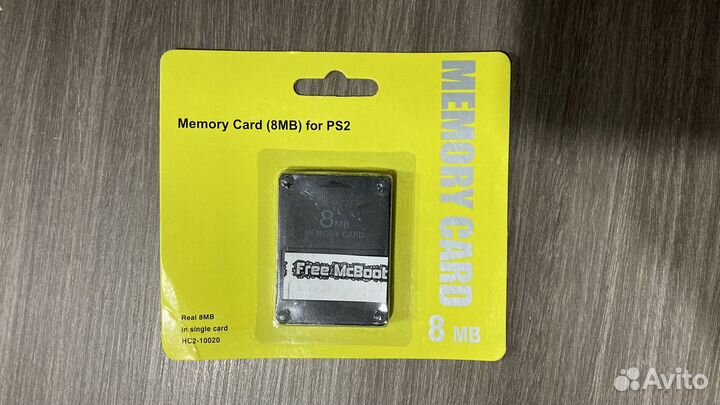 Memory Card (8MB) for PS2
MEMORY CARD
8 MB
8MB
MEMORY CARD
Free McBoot
Real 8MB
in single card
HC2-10020
Avito